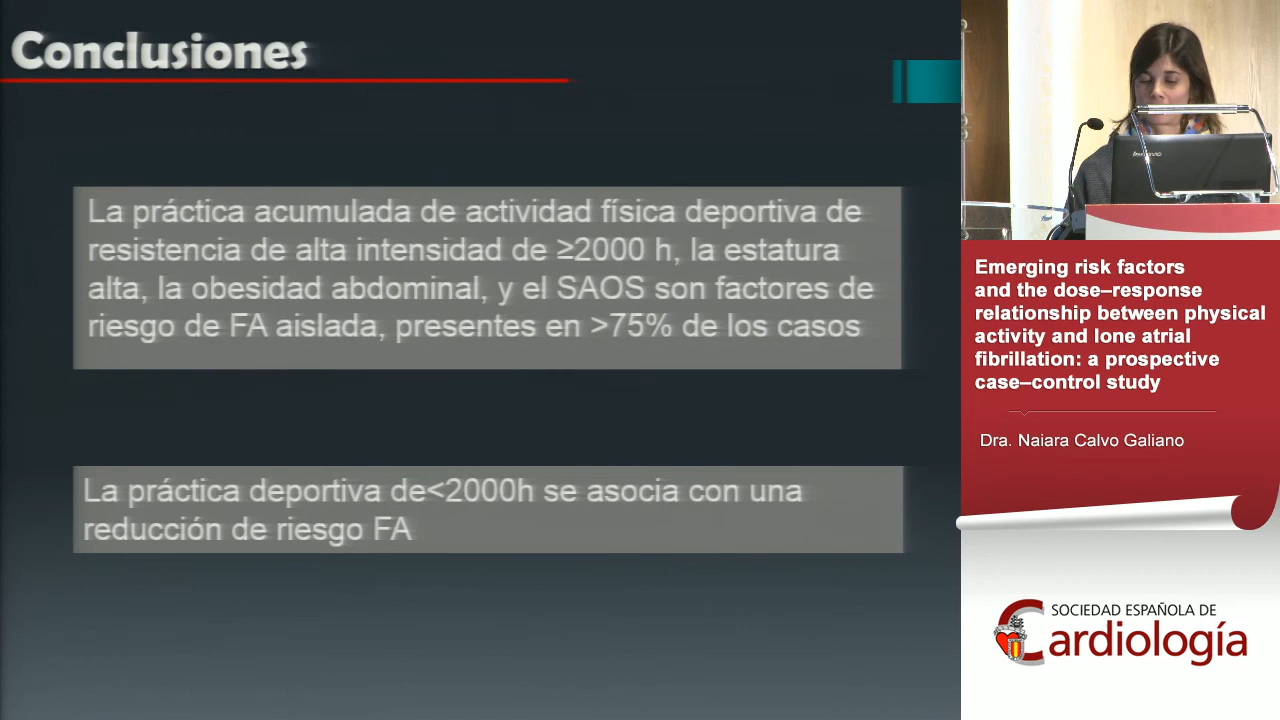 Conclusiones
La práctica acumulada de actividad física deportiva de
resistencia de alta intensidad de ≥2000 h, la estatura
alta, la obesidad abdominal, y el SAOS son factores de
riesgo de FA aislada, presentes en >75% de los casos
La práctica deportiva de<2000h se asocia con una
reducción de riesgo FA
Emerging risk factors
and the dose–response
relationship between physical
activity and lone atrial
fibrillation: a prospective
case–control study
Dra. Naiara Calvo Galiano
SOCIEDAD ESPAÑOLA DE
Cardiología